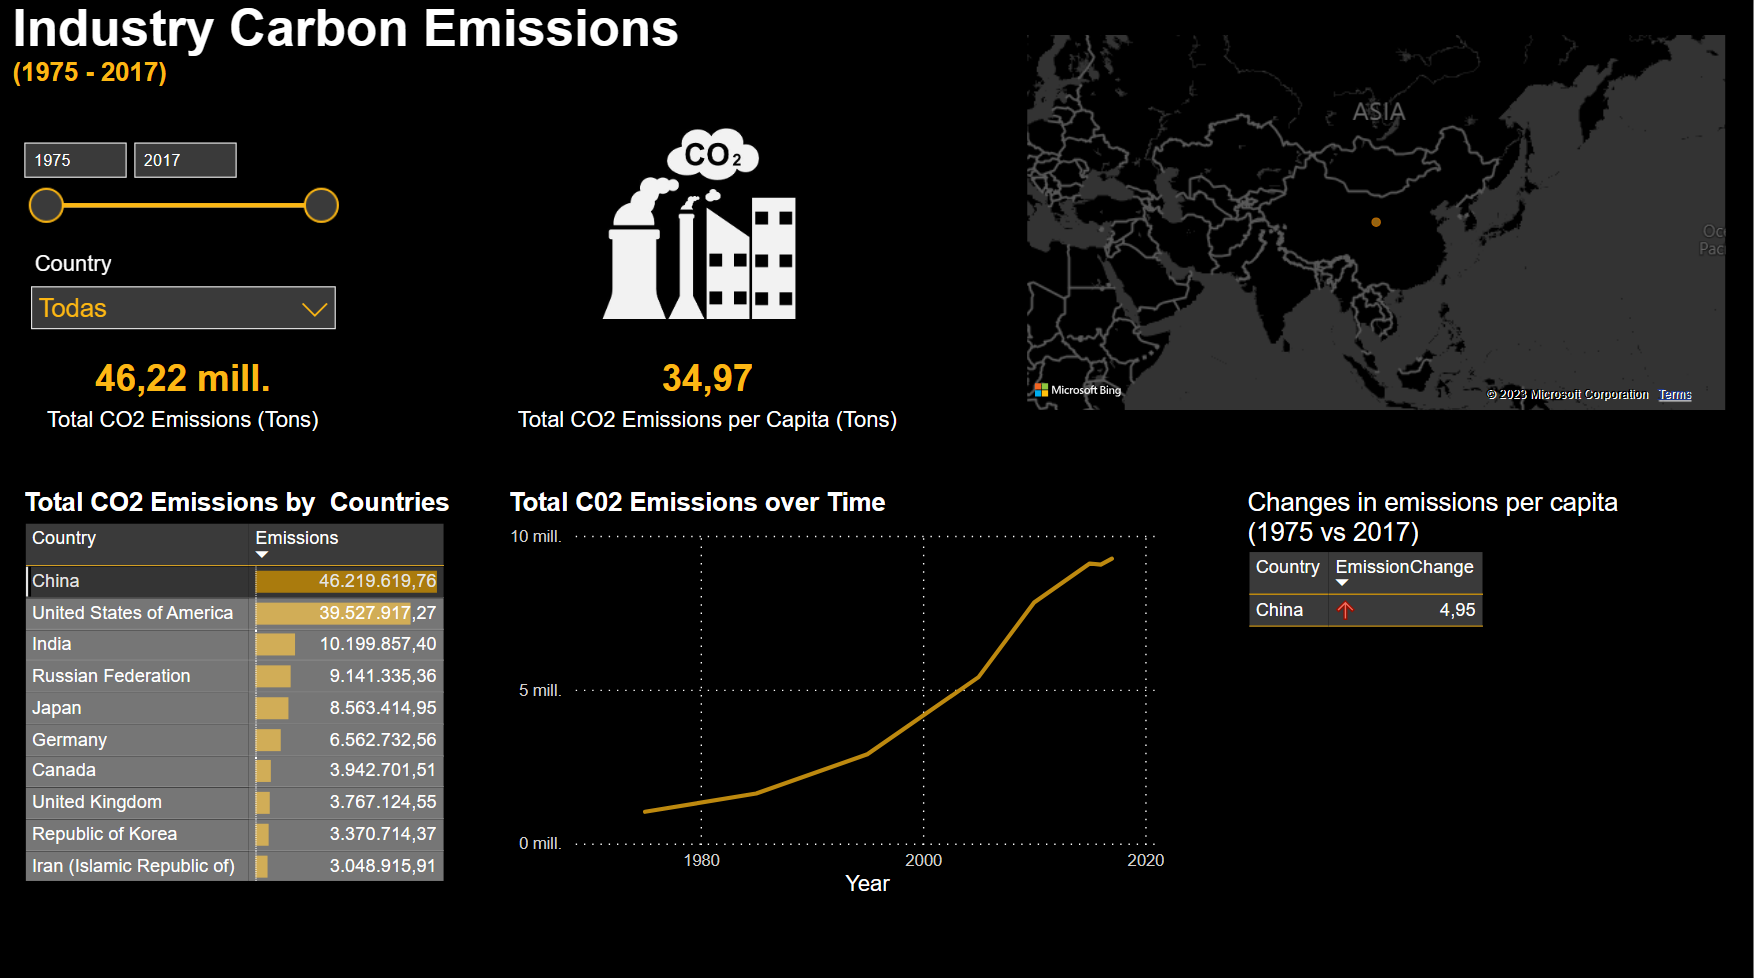 Industry Carbon Emissions
(1975 - 2017)
1975 2017
Country
Todas
46,22 mill.
Total CO2 Emissions (Tons)
CO2
34,97
Total CO2 Emissions per Capita (Tons)
ASIA
Microsoft Bing
© 2023 Microsoft Corporation Terms
Total CO2 Emissions by  Countries
Country Emissions
China 46.219.619,76
United States of America 39.527.917,27
India 10.199.857,40
Russian Federation 9.141.335,36
Japan 8.563.414,95
Germany 6.562.732,56
Canada 3.942.701,51
United Kingdom 3.767.124,55
Republic of Korea 3.370.714,37
Iran (Islamic Republic of) 3.048.915,91
Total C02 Emissions over Time
10 mill.
5 mill.
0 mill.
1980 2000 2020
Year
Changes in emissions per capita
(1975 vs 2017)
Country EmissionChange
China 4,95